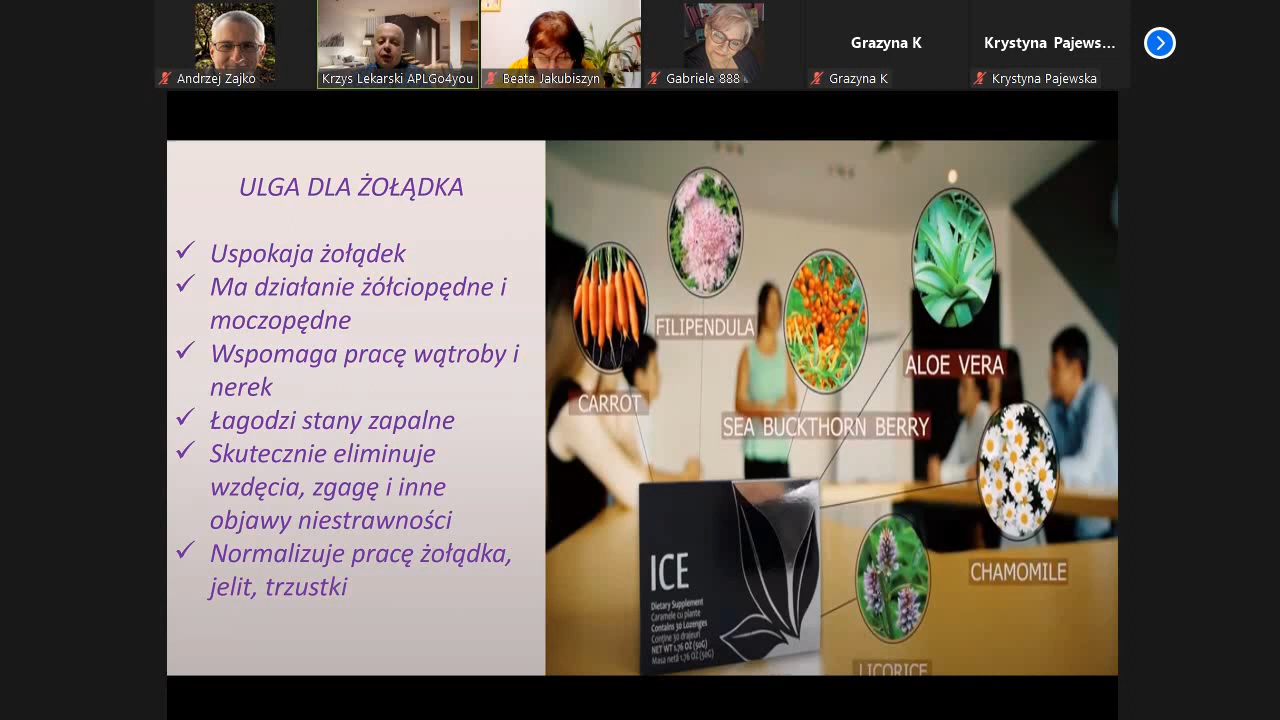 Grazyna K
Krystyna Pajews...
Andrzej Zajko
Krzys Lekarski APLGo4you
Beata Jakubiszyn
Gabriele 888
Grazyna K
Krystyna Pajewska
ULGA DLA ŻOŁĄDKA
✓ Uspokaja żołądek
✓ Ma działanie żółciopędne i
moczopędne
✓ Wspomaga pracę wątroby i
nerek
✓ Łagodzi stany zapalne
✓ Skutecznie eliminuje
wzdęcia, zgagę i inne
objawy niestrawności
✓ Normalizuje pracę żołądka,
jelit, trzustki
FILIPENDULA
ALOE VERA
CARROT
SEA BUCKTHORN BERRY
CHAMOMILE
LICORICE
ICE
Dietary Supplement
Caramele cu plante
Contains 30 Lozenges
Conține 30 drajeuri
NET WT 1.76 OZ (50G)
Masa netă 1.76 OZ (50G)